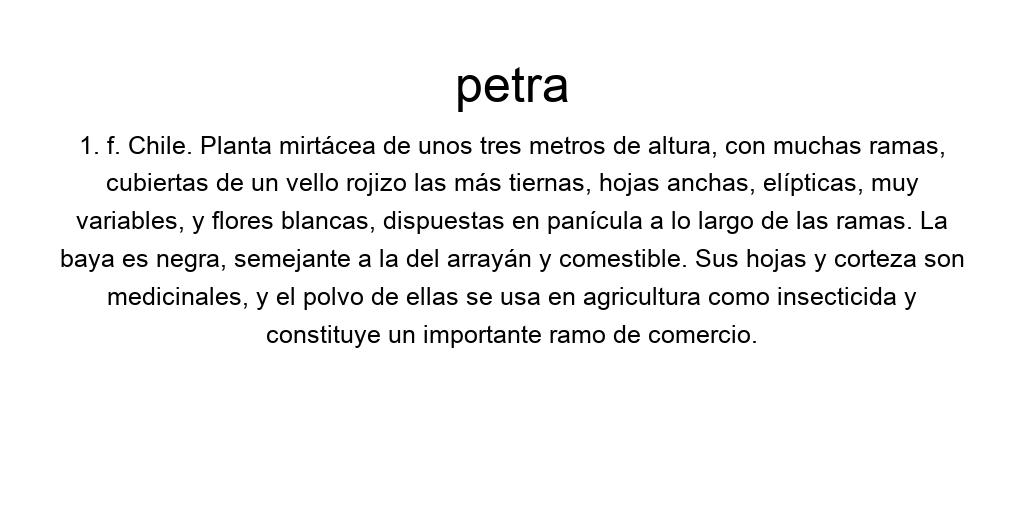 petra
1. f. Chile. Planta mirtácea de unos tres metros de altura, con muchas ramas,
cubiertas de un vello rojizo las más tiernas, hojas anchas, elípticas, muy
variables, y flores blancas, dispuestas en panícula a lo largo de las ramas. La
baya es negra, semejante a la del arrayán y comestible. Sus hojas y corteza son
medicinales, y el polvo de ellas se usa en agricultura como insecticida y
constituye un importante ramo de comercio.